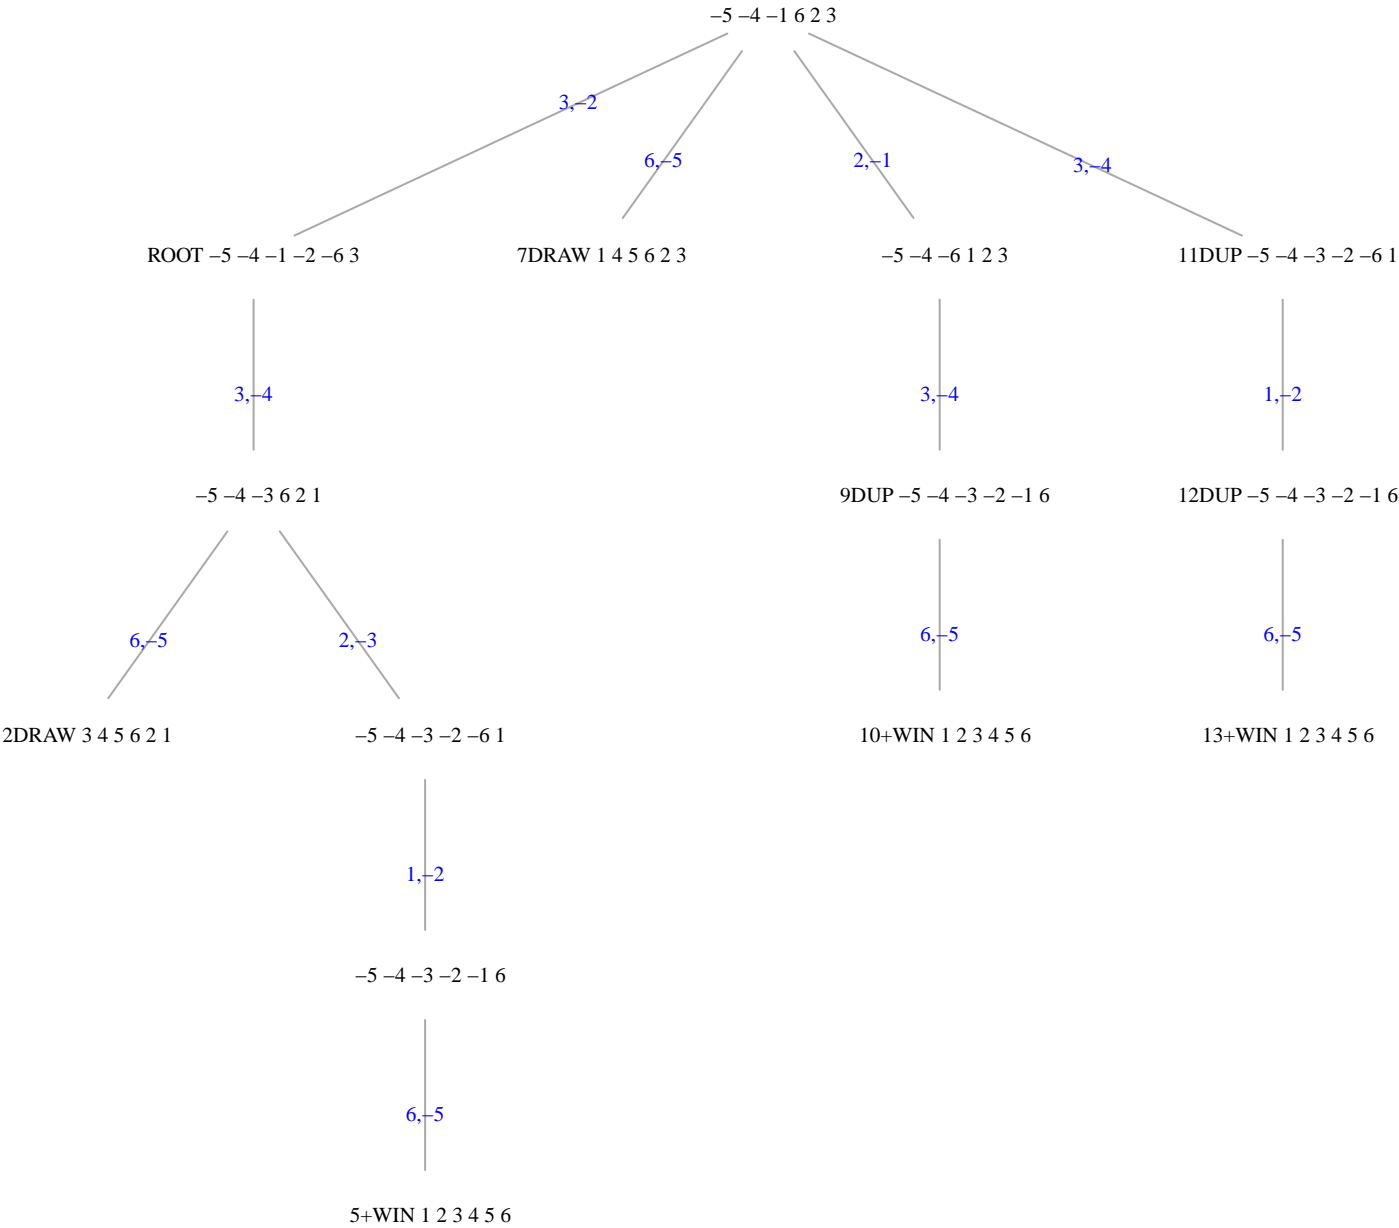 –5 –4 –1 6 2 3
3,–2
6,–5
2,–1
3,–4
ROOT –5 –4 –1 –2 –6 3
7DRAW 1 4 5 6 2 3
–5 –4 –6 1 2 3
11DUP –5 –4 –3 –2 –6 1
3,–4
3,–4
1,–2
–5 –4 –3 6 2 1
9DUP –5 –4 –3 –2 –1 6
12DUP –5 –4 –3 –2 –1 6
6,–5
2,–3
6,–5
6,–5
2DRAW 3 4 5 6 2 1
–5 –4 –3 –2 –6 1
10+WIN 1 2 3 4 5 6
13+WIN 1 2 3 4 5 6
1,–2
–5 –4 –3 –2 –1 6
6,–5
5+WIN 1 2 3 4 5 6